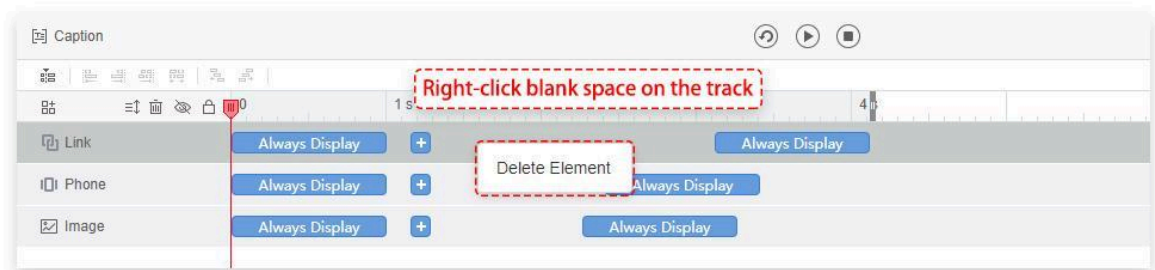 Caption
Right-click blank space on the track
0 1 s 4 s
Link Always Display + Always Display
Delete Element
Phone Always Display + Always Display
Image Always Display + Always Display